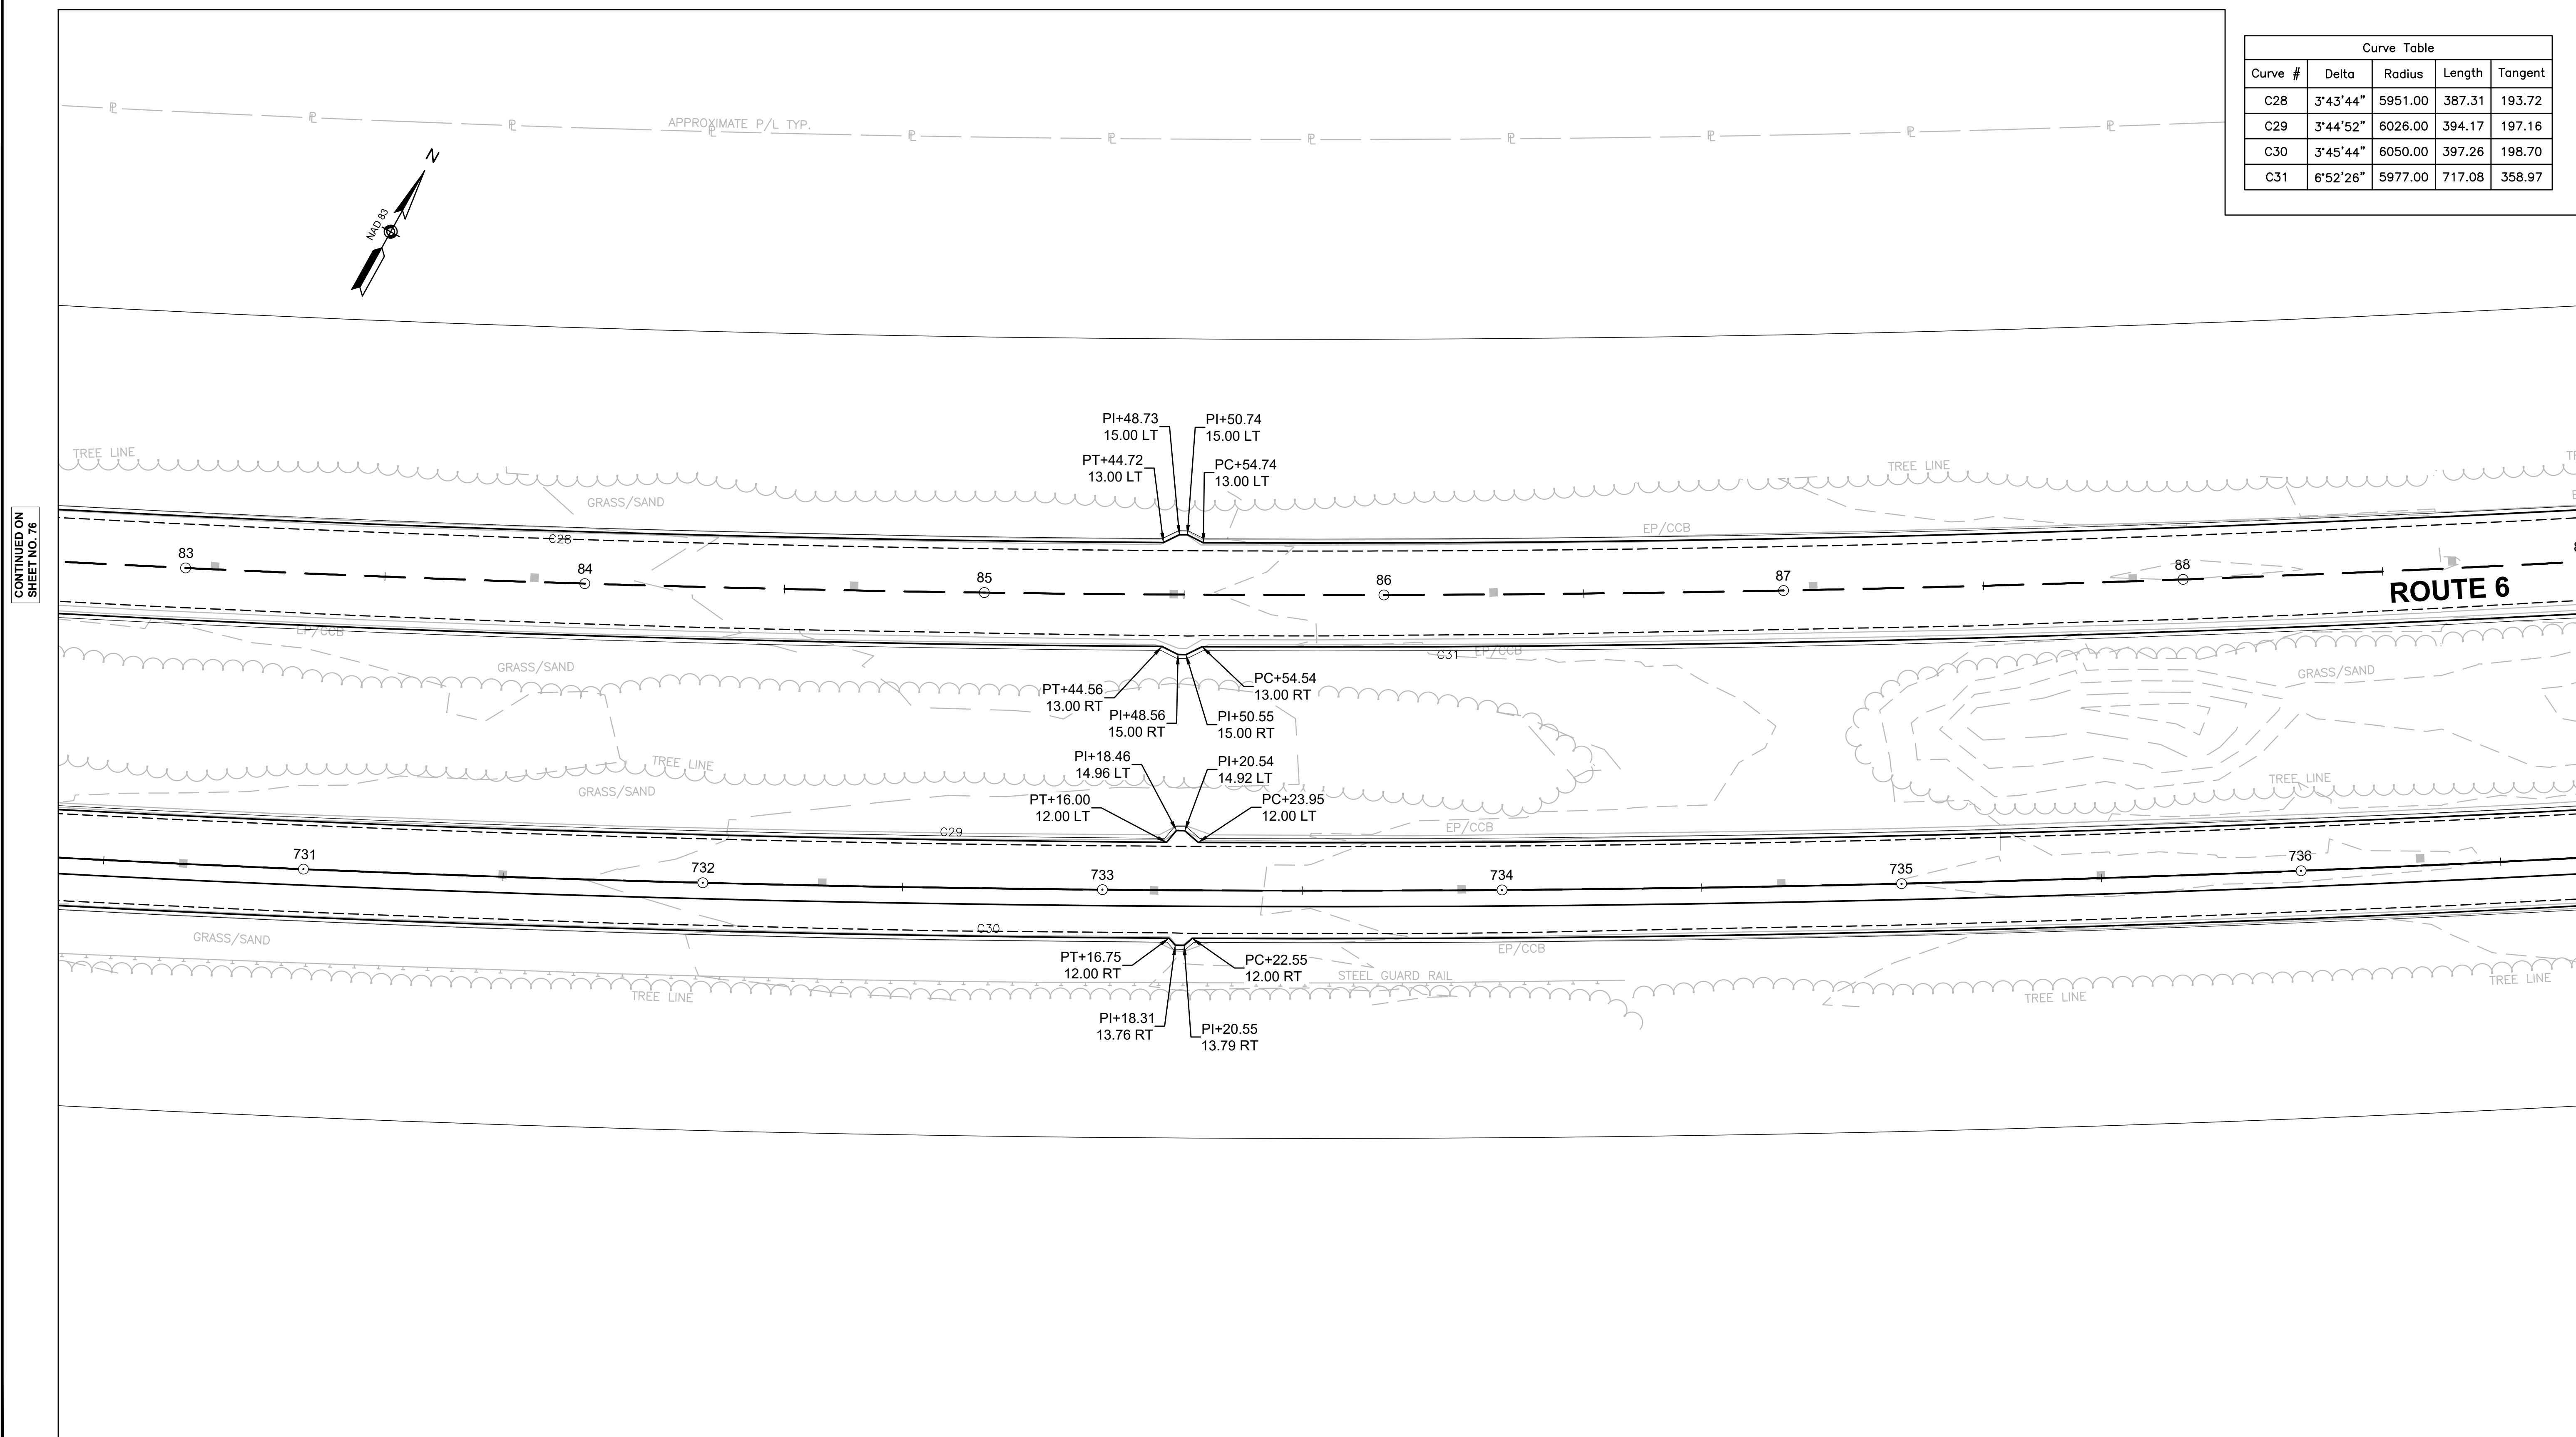 Curve Table
Curve # Delta Radius Length Tangent
C28 3°43'44" 5951.00 387.31 193.72
C29 3°44'52" 6026.00 394.17 197.16
C30 3°45'44" 6050.00 397.26 198.70
C31 6°52'26" 5977.00 717.08 358.97
APPROXIMATE P/L TYP.
N
NAD 83
CONTINUED ON
SHEET NO. 76
PI+48.73
15.00 LT
PI+50.74
15.00 LT
PT+44.72
13.00 LT
PC+54.74
13.00 LT
TREE LINE
TREE LINE
GRASS/SAND
EP/CCB
C28
83
84
85
86
87
88
ROUTE 6
EP/CCB
C31
EP/CCB
GRASS/SAND
GRASS/SAND
PT+44.56
13.00 RT
PC+54.54
13.00 RT
PI+48.56
15.00 RT
PI+50.55
15.00 RT
TREE LINE
PI+18.46
14.96 LT
PI+20.54
14.92 LT
TREE LINE
GRASS/SAND
PT+16.00
12.00 LT
PC+23.95
12.00 LT
C29
EP/CCB
731
732
733
734
735
736
C30
GRASS/SAND
EP/CCB
PT+16.75
12.00 RT
PC+22.55
12.00 RT
STEEL GUARD RAIL
TREE LINE
TREE LINE
TREE LINE
PI+18.31
13.76 RT
PI+20.55
13.79 RT